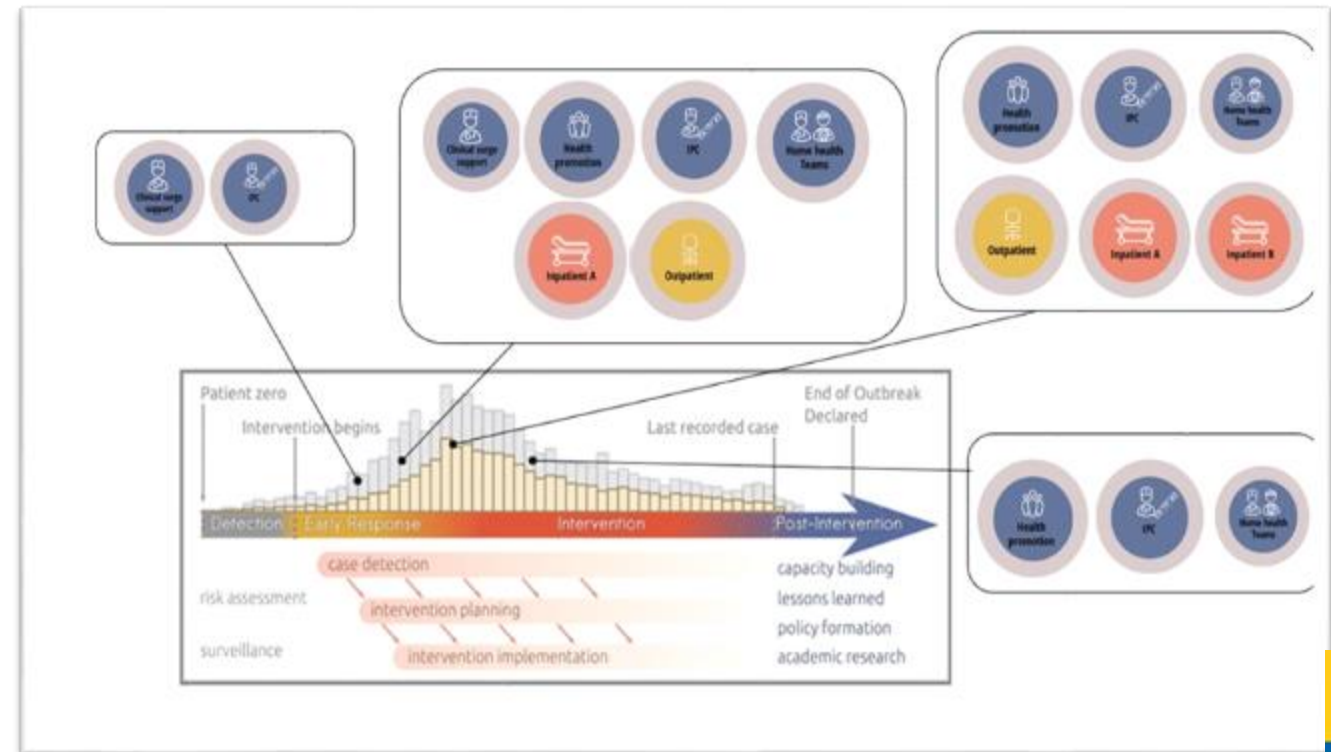 Clinical surge
support
IPC
Clinical surge
support
Health
promotion
IPC
Home health
Teams
Inpatient A
Outpatient
Health
promotion
IPC
Home health
Teams
Outpatient
Inpatient A
Inpatient B
Patient zero
Intervention begins
Last recorded case
End of Outbreak
Declared
Detection
Early Response
Intervention
Post-Intervention
case detection
risk assessment
intervention planning
surveillance
intervention implementation
capacity building
lessons learned
policy formation
academic research
Health
promotion
IPC
Home health
Teams